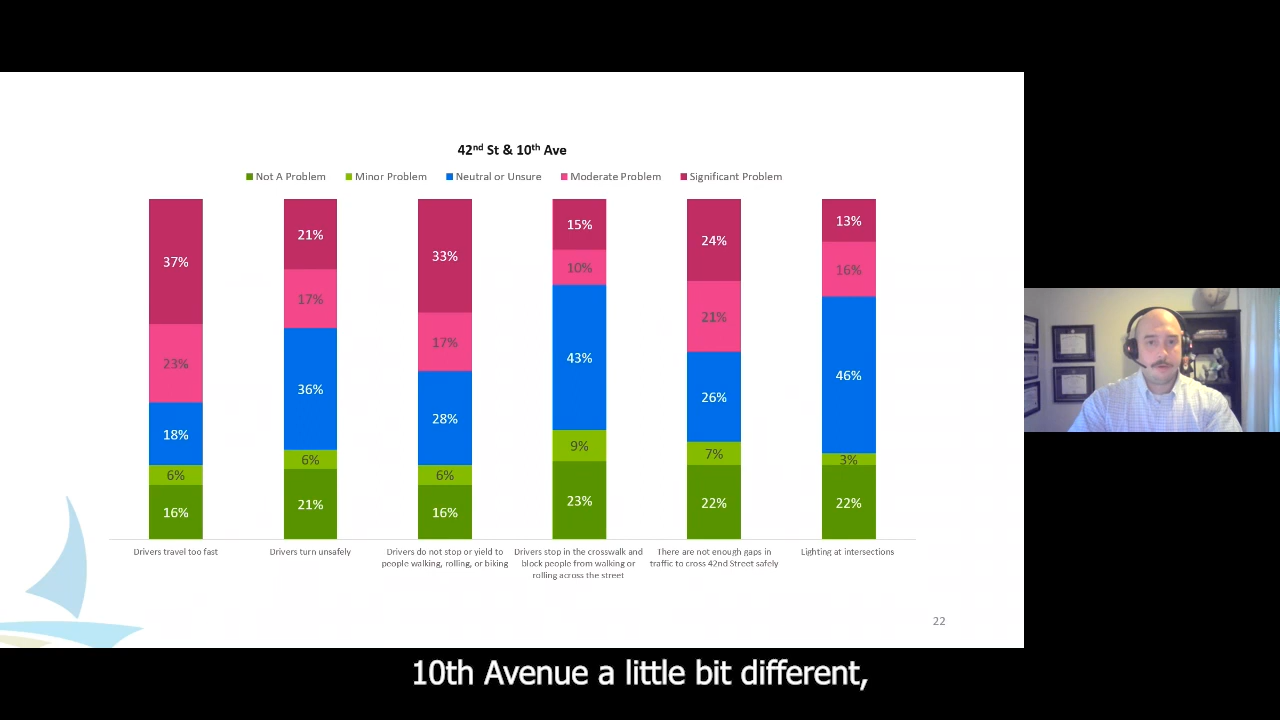 42nd St & 10th Ave
Not A Problem
Minor Problem
Neutral or Unsure
Moderate Problem
Significant Problem
37%
23%
18%
6%
16%
21%
17%
36%
6%
21%
33%
17%
28%
6%
16%
15%
10%
43%
9%
23%
24%
21%
26%
7%
22%
13%
16%
46%
3%
22%
Drivers travel too fast
Drivers turn unsafely
Drivers do not stop or yield to
people walking, rolling, or biking
Drivers stop in the crosswalk and
block people from walking or
rolling across the street
There are not enough gaps in
traffic to cross 42nd Street safely
Lighting at intersections
22
10th Avenue a little bit different,